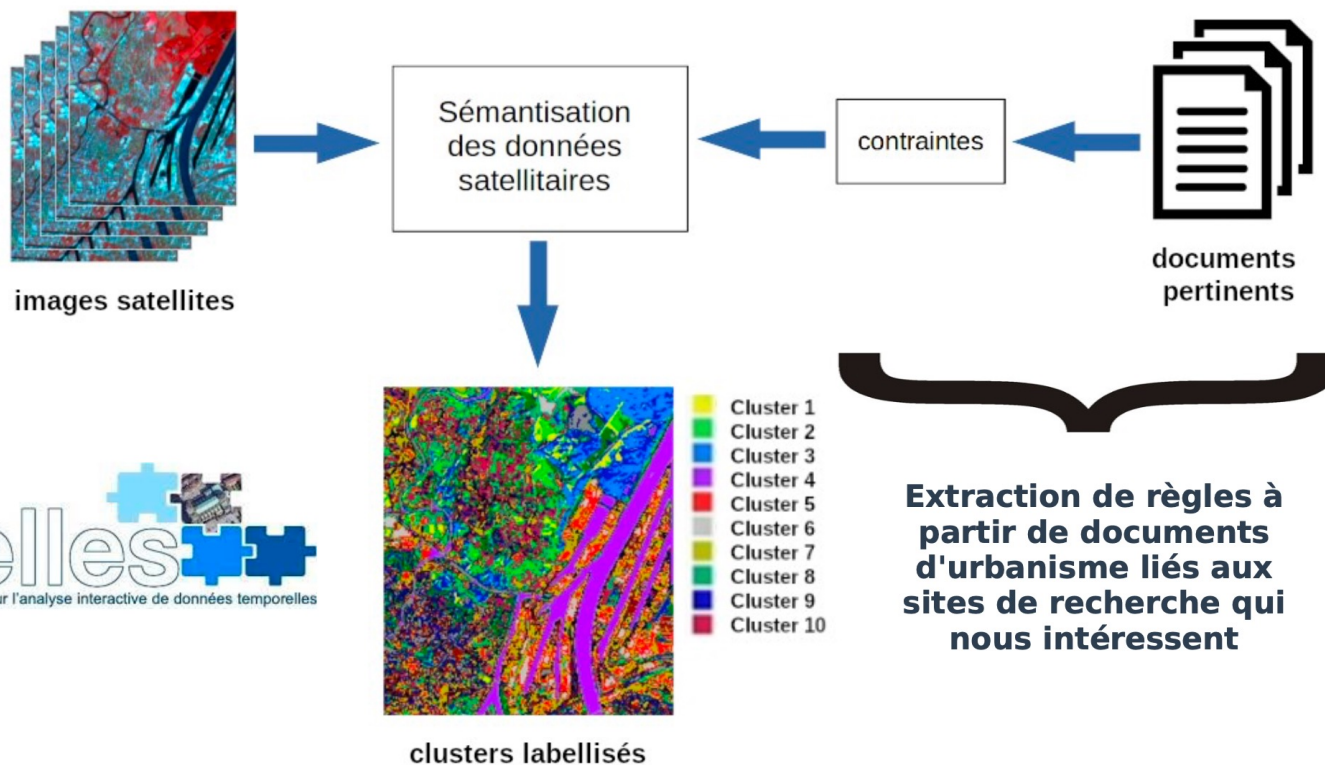 Sémantisation
des données
satellitaires
contraintes
images satellites
documents
pertinents
Cluster 1
Cluster 2
Cluster 3
Cluster 4
Cluster 5
Cluster 6
Cluster 7
Cluster 8
Cluster 9
Cluster 10
Extraction de règles à
partir de documents
d'urbanisme liés aux
sites de recherche qui
nous intéressent
elles
l'analyse interactive de données temporelles
clusters labellisés